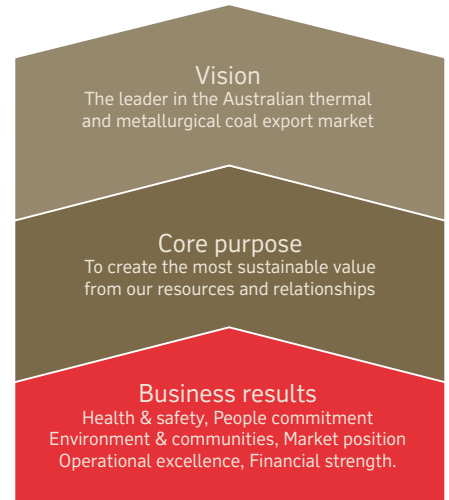 Vision
The leader in the Australian thermal
and metallurgical coal export market
Core purpose
To create the most sustainable value
from our resources and relationships
Business results
Health & safety, People commitment
Environment & communities, Market position
Operational excellence, Financial strength.